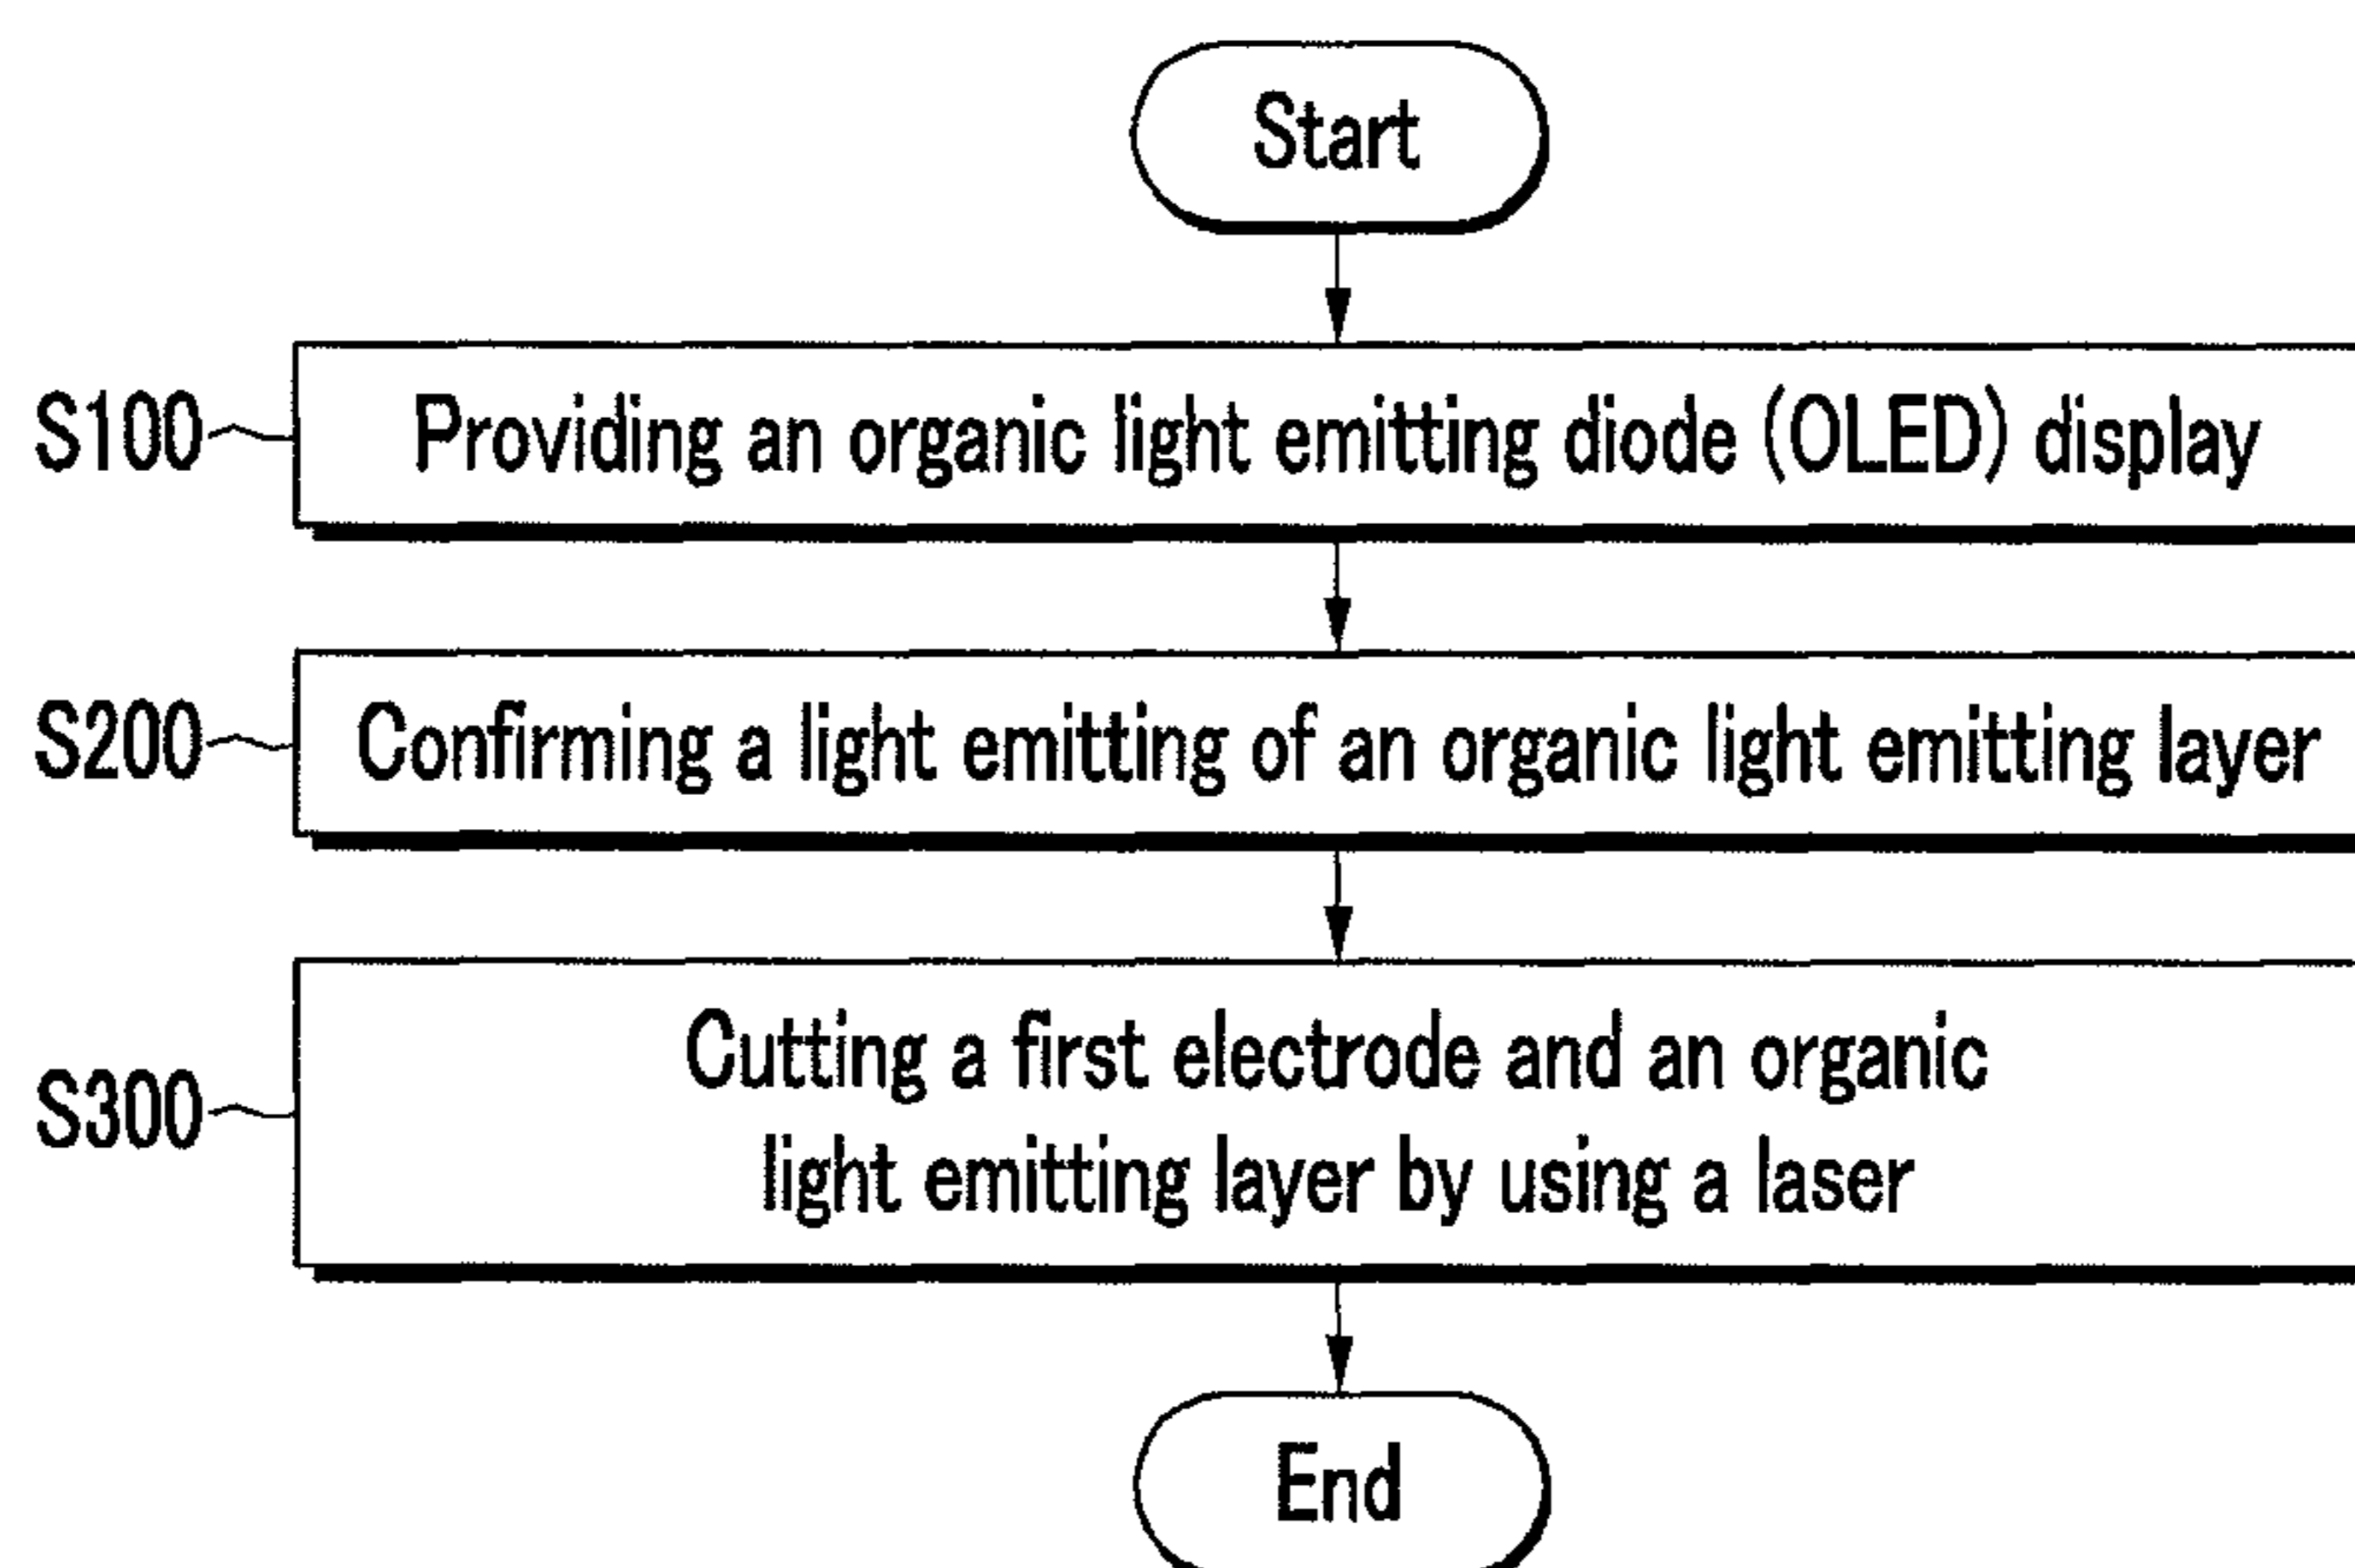 Start
S100 Providing an organic light emitting diode (OLED) display
S200 Confirming a light emitting of an organic light emitting layer
S300 Cutting a first electrode and an organic
light emitting layer by using a laser
End